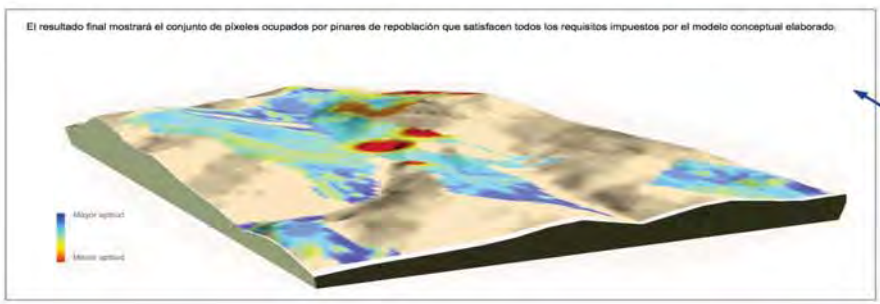 El resultado final mostrará el conjunto de píxeles ocupados por pinares de repoblación que satisfacen todos los requisitos impuestos por el modelo conceptual elaborado.
Mayor aptitud
Menor aptitud